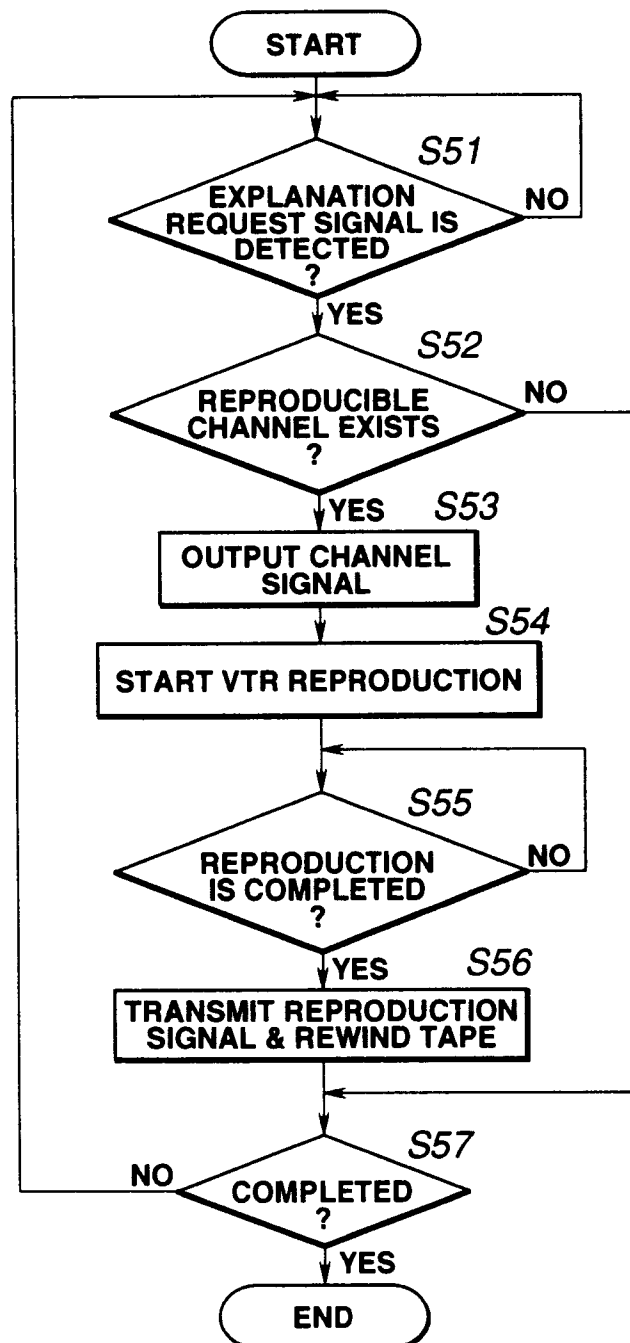 START
S51
EXPLANATION
REQUEST SIGNAL IS
DETECTED
?
NO
YES
S52
REPRODUCIBLE
CHANNEL EXISTS
?
NO
YES
S53
OUTPUT CHANNEL
SIGNAL
S54
START VTR REPRODUCTION
S55
REPRODUCTION
IS COMPLETED
?
NO
YES
S56
TRANSMIT REPRODUCTION
SIGNAL & REWIND TAPE
S57
NO
COMPLETED
?
YES
END